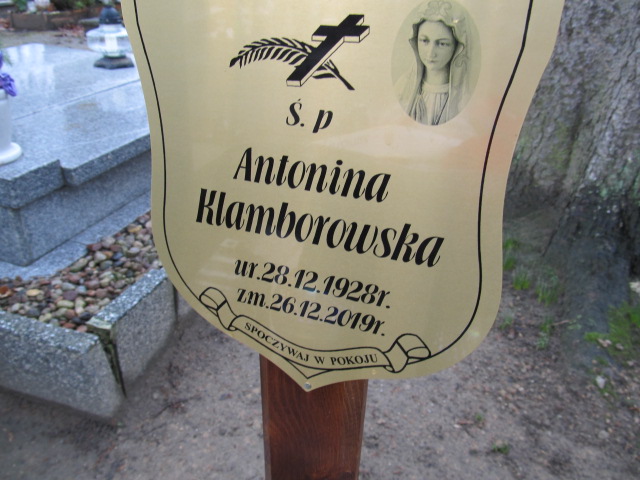 Ś. p
Antonina
Klamborowska
ur.28.12.1928r.
zm.26.12.2019r.
SPOCZYWAJ W POKOJU